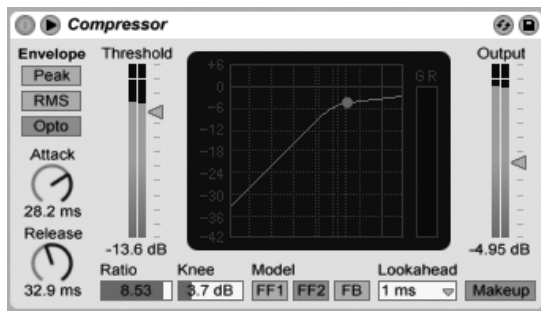 Compressor
Envelope Threshold Output
Peak
RMS
Opto
Attack
28.2 ms
Release
32.9 ms
+6
0
-6
-12
-18
-24
-30
-36
-42
GR
-13.6 dB
-4.95 dB
Ratio Knee Model Lookahead
8.53 3.7 dB FF1 FF2 FB 1 ms Makeup